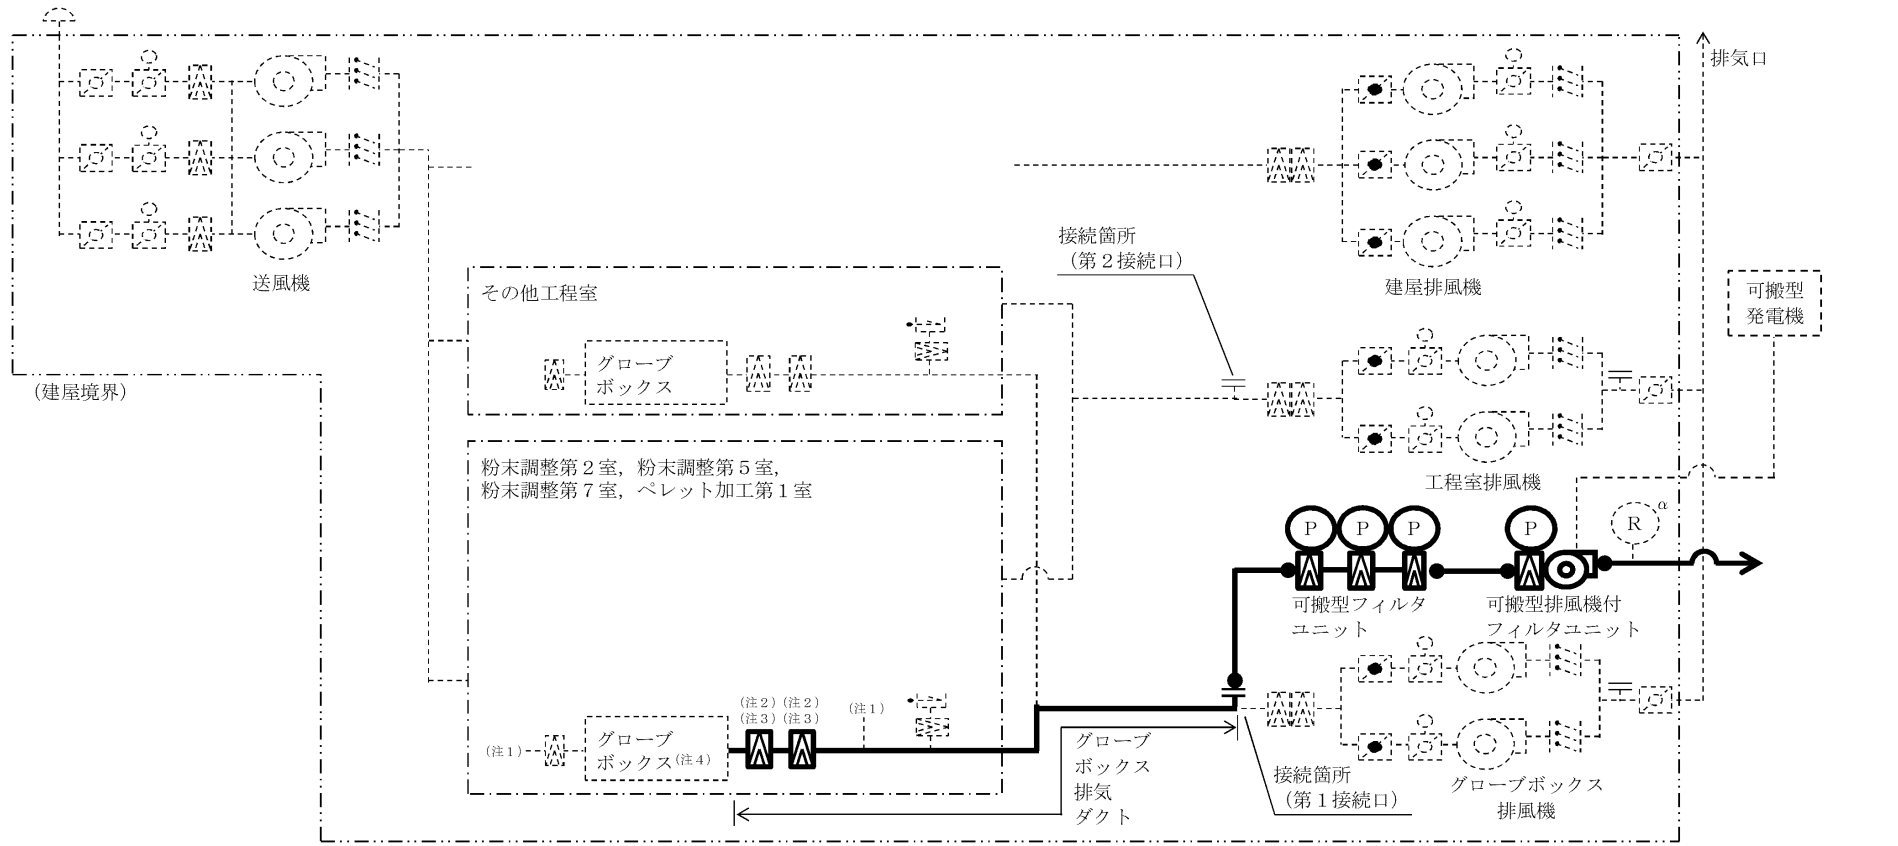 排気口
送風機
接続箇所
(第２接続口)
建屋排風機
可搬型
発電機
その他工程室
グローブ
ボックス
(建屋境界)
粉末調整第２室，粉末調整第５室，
粉末調整第７室，ペレット加工第１室
工程室排風機
α
R
P P P P
可搬型フィルタ
ユニット
可搬型排風機付
フィルタユニット
(注２)(注２)
(注３)(注３)
(注１)
(注１)
グローブ
ボックス(注４)
グローブ
ボックス
排気
ダクト
接続箇所
(第１接続口)
グローブボックス
排風機